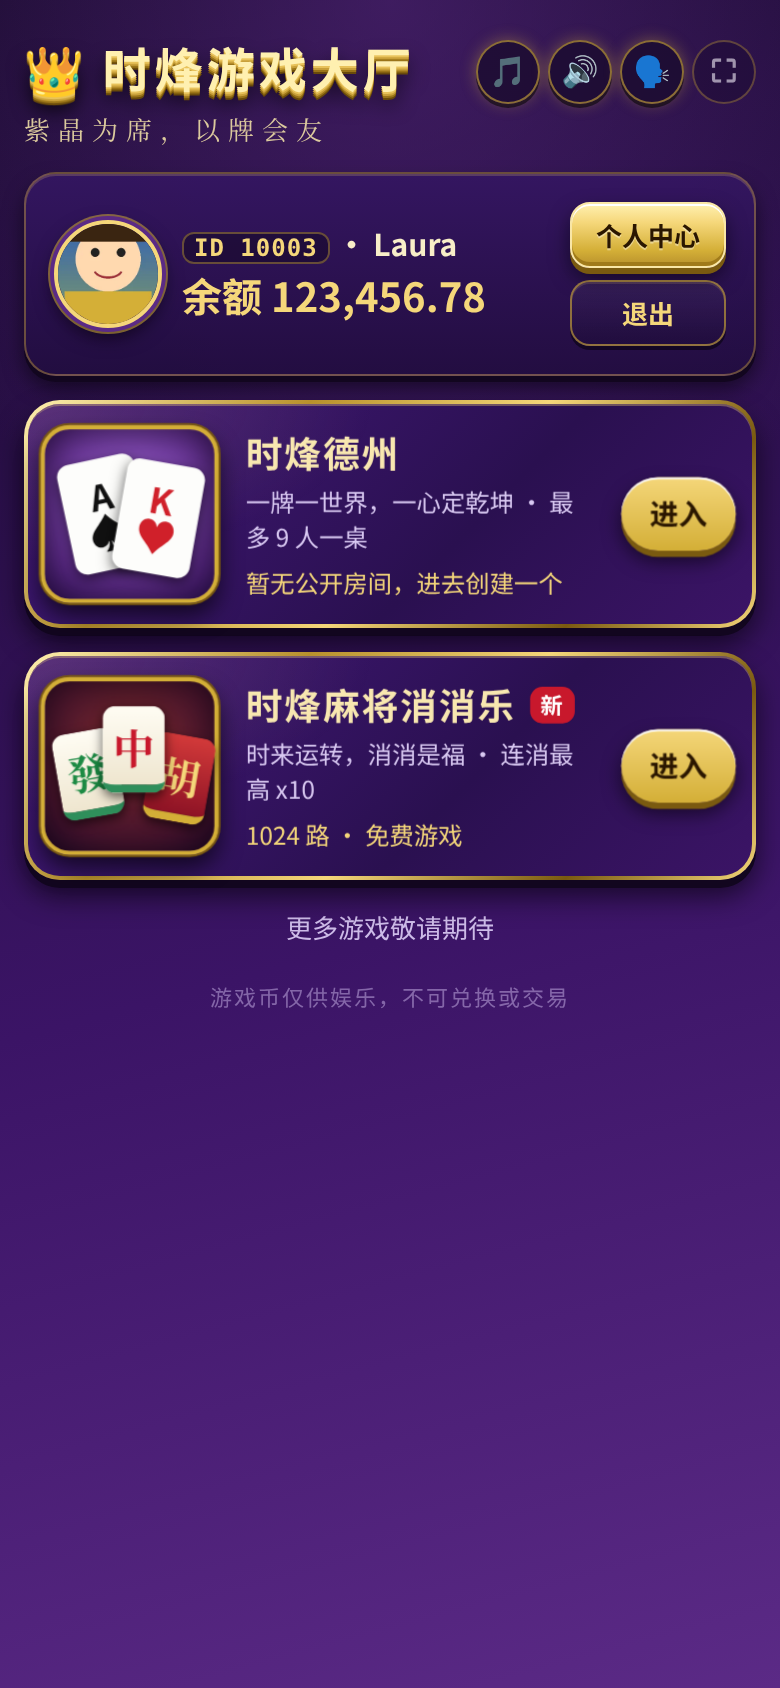 时烽游戏大厅
紫晶为席，以牌会友
ID 10003 · Laura
余额 123,456.78
个人中心
退出
A K
时烽德州
一牌一世界，一心定乾坤 · 最
多 9 人一桌
暂无公开房间，进去创建一个
进入
發 中 胡
时烽麻将消消乐 新
时来运转，消消是福 · 连消最
高 x10
1024 路 · 免费游戏
进入
更多游戏敬请期待
游戏币仅供娱乐，不可兑换或交易